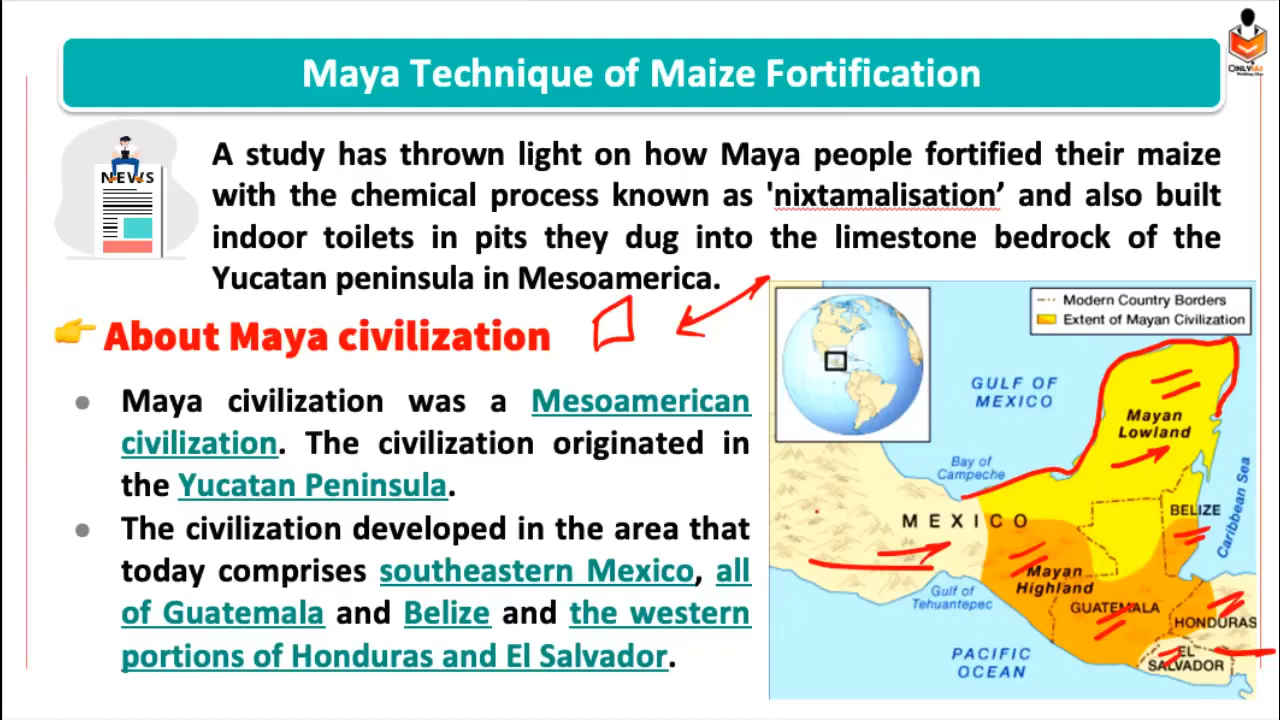 Maya Technique of Maize Fortification
ONLYIAS
NEWS
A study has thrown light on how Maya people fortified their maize
with the chemical process known as 'nixtamalisation’ and also built
indoor toilets in pits they dug into the limestone bedrock of the
Yucatan peninsula in Mesoamerica.
About Maya civilization
● Maya civilization was a Mesoamerican
civilization. The civilization originated in
the Yucatan Peninsula.
● The civilization developed in the area that
today comprises southeastern Mexico, all
of Guatemala and Belize and the western
portions of Honduras and El Salvador.
Modern Country Borders
Extent of Mayan Civilization
GULF OF
MEXICO
Mayan
Lowland
Bay of
Campeche
Caribbean Sea
BELIZE
MEXICO
Mayan
Highland
Gulf of
Tehuantepec
GUATEMALA
HONDURAS
PACIFIC
OCEAN
EL
SALVADOR